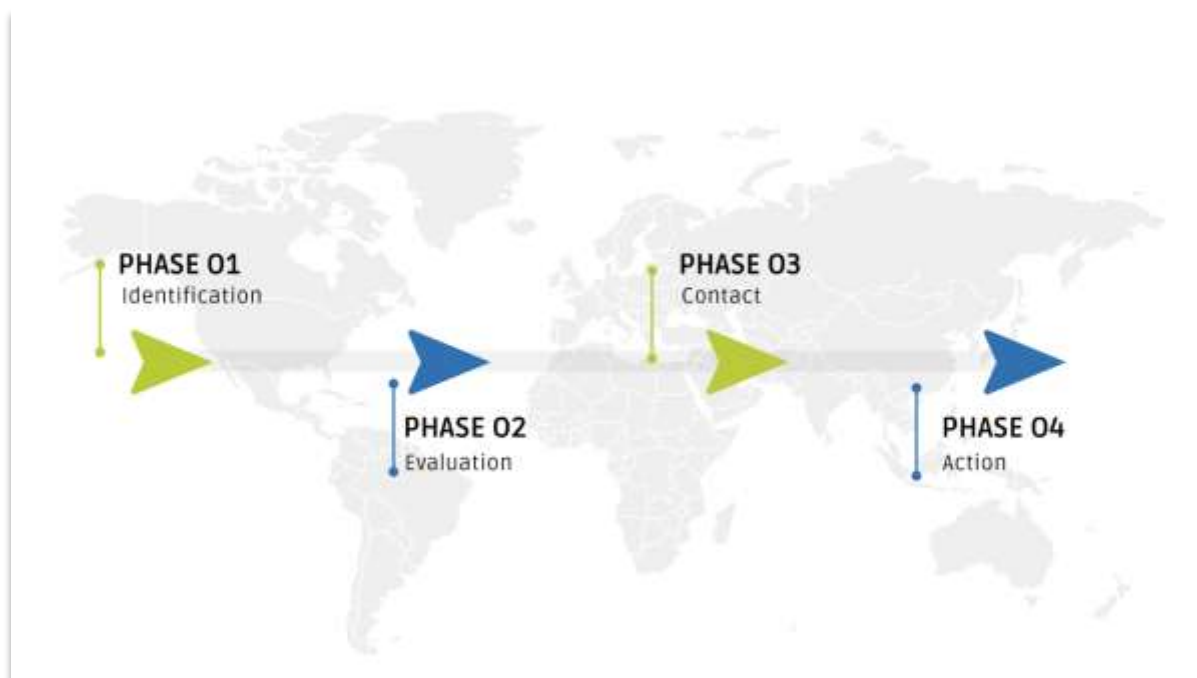 PHASE 01
Identification
PHASE 02
Evaluation
PHASE 03
Contact
PHASE 04
Action